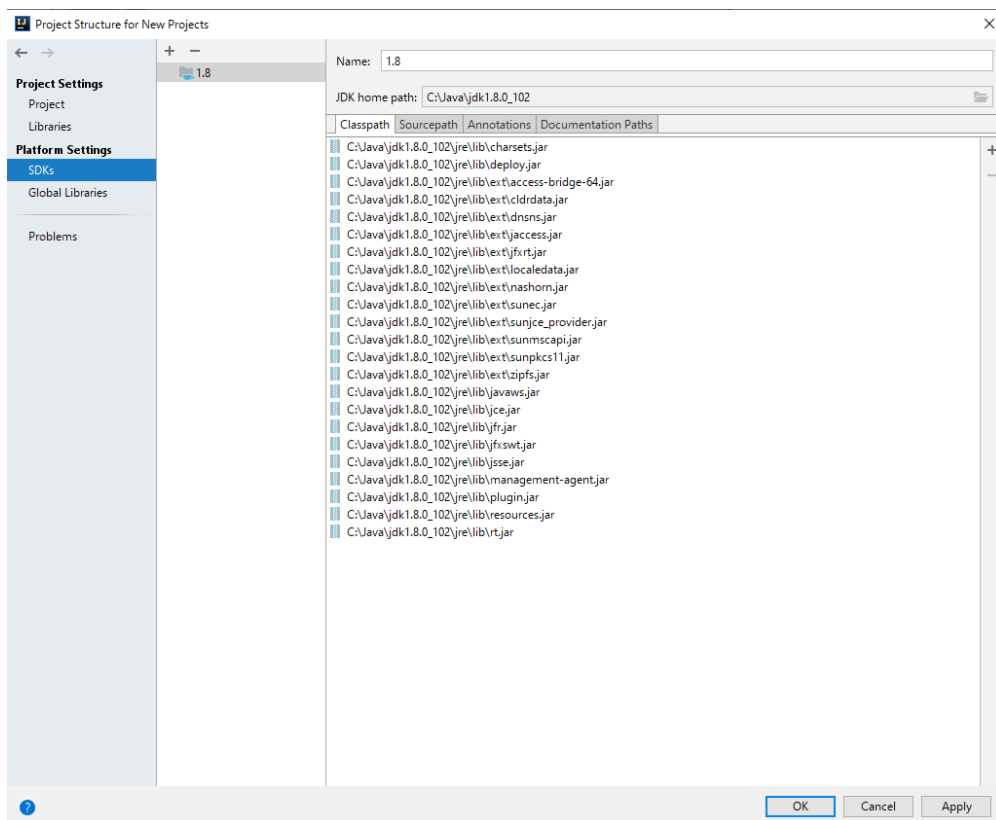 Project Structure for New Projects
Project Settings
Project
Libraries
Platform Settings
SDKs
Global Libraries
Problems
1.8
Name: 1.8
JDK home path: C:\Java\jdk1.8.0_102
Classpath Sourcepath Annotations Documentation Paths
C:\Java\jdk1.8.0_102\jre\lib\charsets.jar
C:\Java\jdk1.8.0_102\jre\lib\deploy.jar
C:\Java\jdk1.8.0_102\jre\lib\ext\access-bridge-64.jar
C:\Java\jdk1.8.0_102\jre\lib\ext\cldrdata.jar
C:\Java\jdk1.8.0_102\jre\lib\ext\dnsns.jar
C:\Java\jdk1.8.0_102\jre\lib\ext\jaccess.jar
C:\Java\jdk1.8.0_102\jre\lib\ext\jfxrt.jar
C:\Java\jdk1.8.0_102\jre\lib\ext\localedata.jar
C:\Java\jdk1.8.0_102\jre\lib\ext\nashorn.jar
C:\Java\jdk1.8.0_102\jre\lib\ext\sunec.jar
C:\Java\jdk1.8.0_102\jre\lib\ext\sunjce_provider.jar
C:\Java\jdk1.8.0_102\jre\lib\ext\sunmscapi.jar
C:\Java\jdk1.8.0_102\jre\lib\ext\sunpkcs11.jar
C:\Java\jdk1.8.0_102\jre\lib\ext\zipfs.jar
C:\Java\jdk1.8.0_102\jre\lib\javaws.jar
C:\Java\jdk1.8.0_102\jre\lib\jce.jar
C:\Java\jdk1.8.0_102\jre\lib\jfr.jar
C:\Java\jdk1.8.0_102\jre\lib\jfxswt.jar
C:\Java\jdk1.8.0_102\jre\lib\jsse.jar
C:\Java\jdk1.8.0_102\jre\lib\management-agent.jar
C:\Java\jdk1.8.0_102\jre\lib\plugin.jar
C:\Java\jdk1.8.0_102\jre\lib\resources.jar
C:\Java\jdk1.8.0_102\jre\lib\rt.jar
? OK Cancel Apply